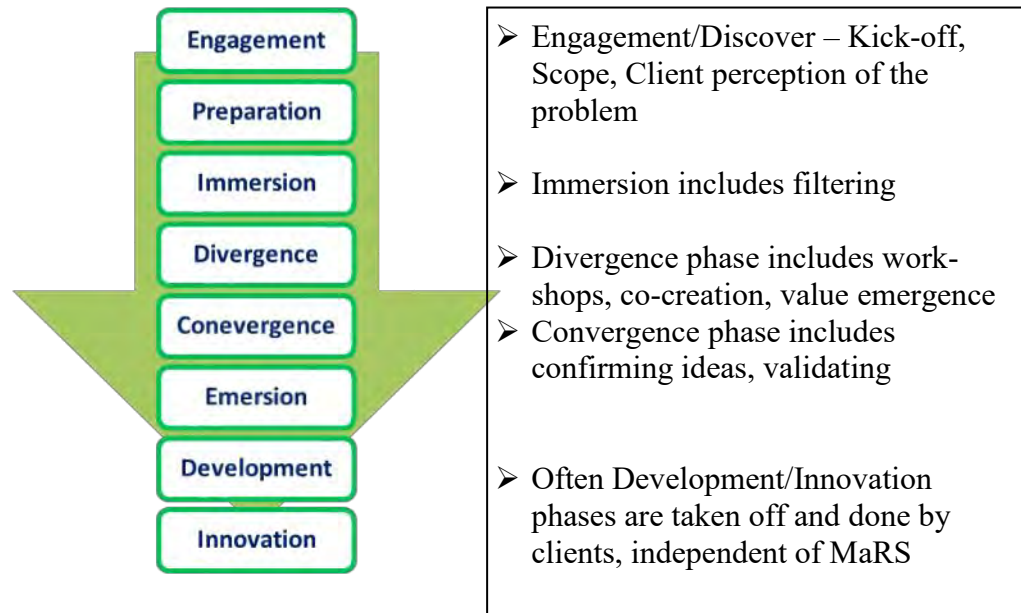 Engagement
Preparation
Immersion
Divergence
Conevergence
Emersion
Development
Innovation
➢ Engagement/Discover – Kick-off,
Scope, Client perception of the
problem
➢ Immersion includes filtering
➢ Divergence phase includes work-
shops, co-creation, value emergence
➢ Convergence phase includes
confirming ideas, validating
➢ Often Development/Innovation
phases are taken off and done by
clients, independent of MaRS